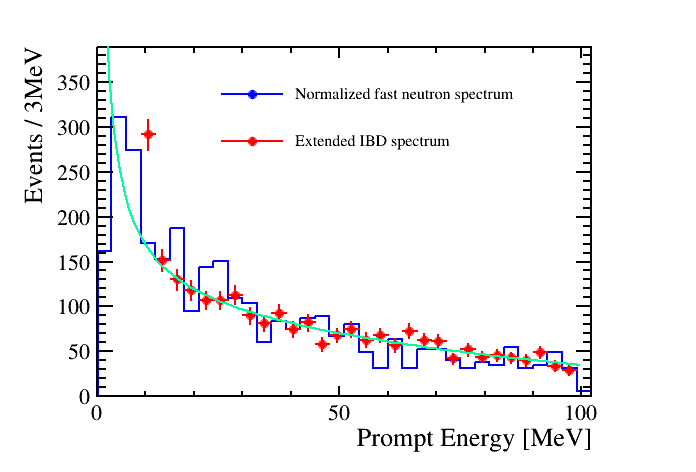 Events / 3MeV
350
300
250
200
150
100
50
0
Normalized fast neutron spectrum
Extended IBD spectrum
0 50 100
Prompt Energy [MeV]